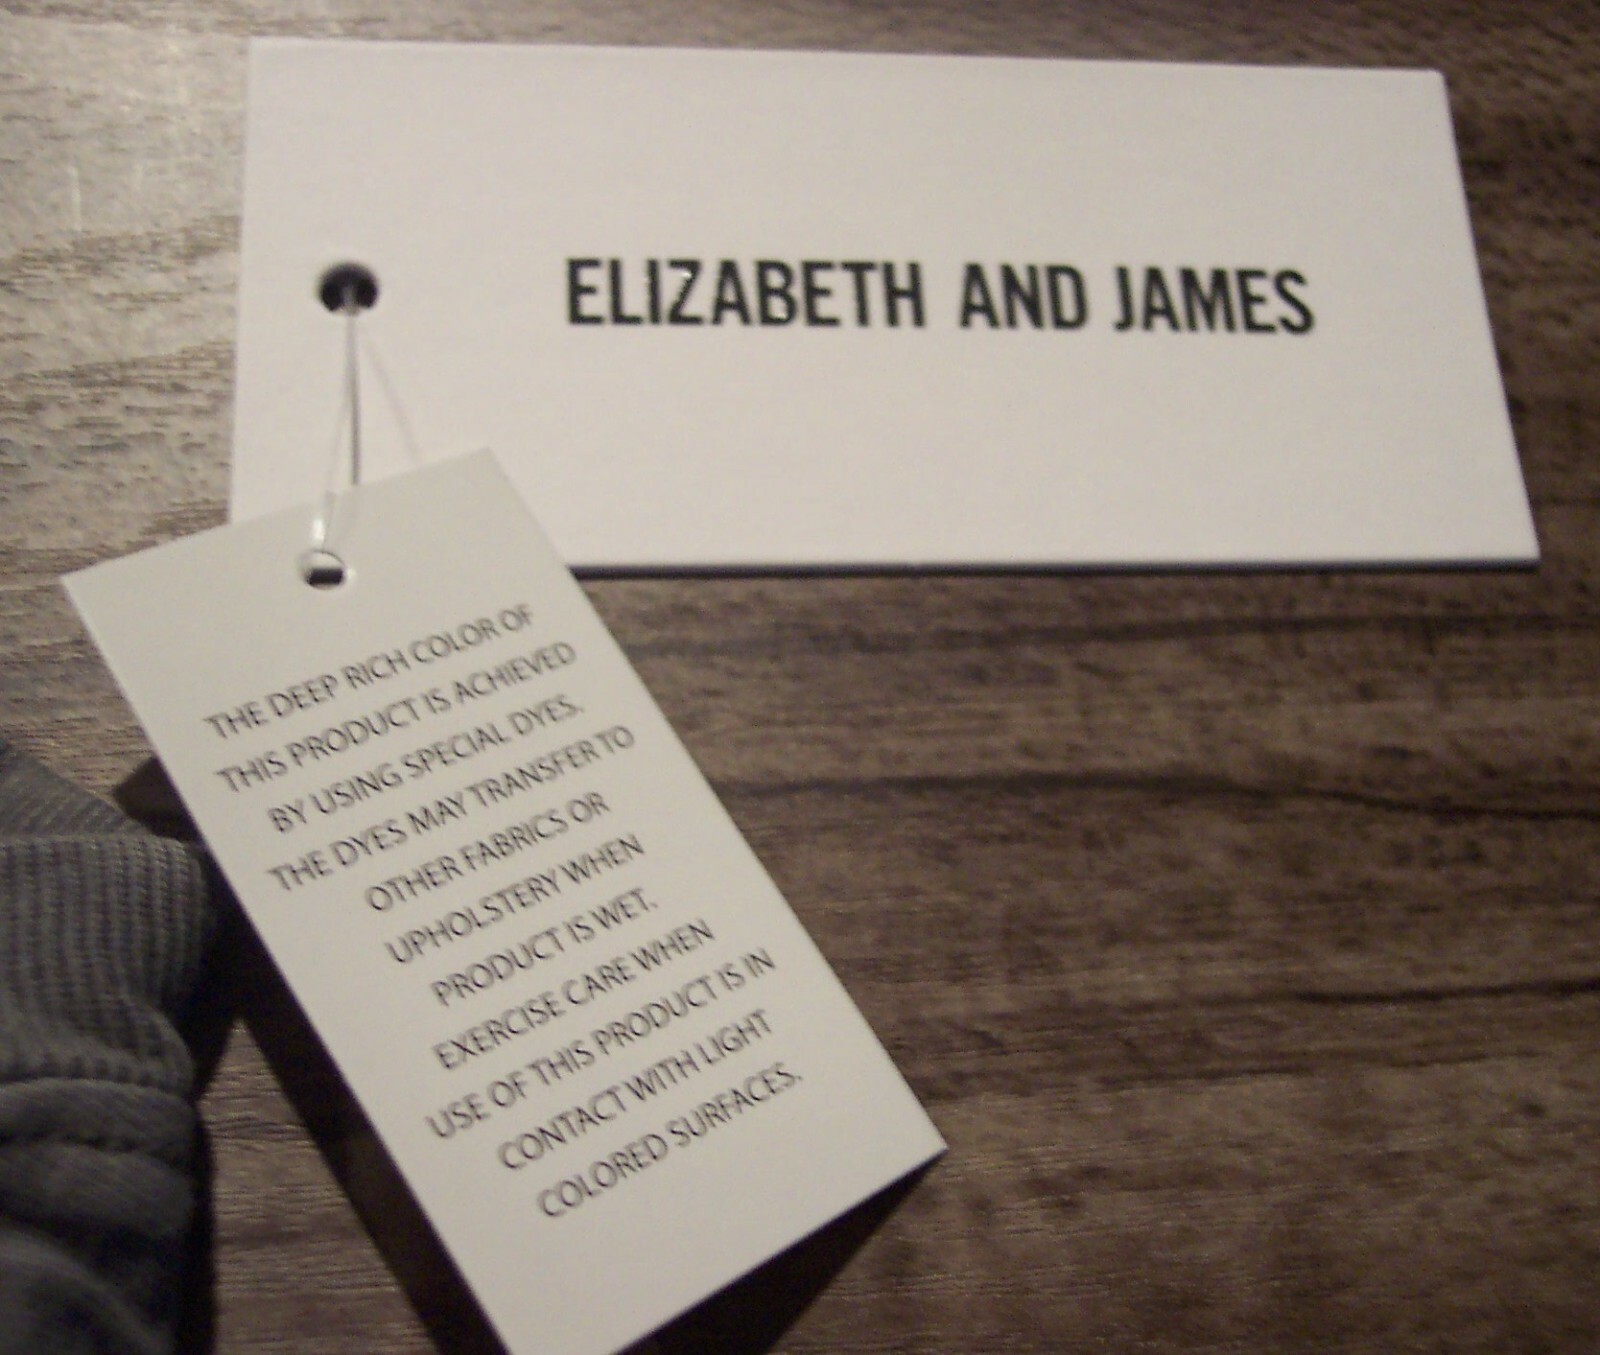 ELIZABETH AND JAMES
THE DEEP RICH COLOR OF
THIS PRODUCT IS ACHIEVED
BY USING SPECIAL DYES.
THE DYES MAY TRANSFER TO
OTHER FABRICS OR
UPHOLSTERY WHEN
PRODUCT IS WET.
EXERCISE CARE WHEN
USE OF THIS PRODUCT IS IN
CONTACT WITH LIGHT
COLORED SURFACES.